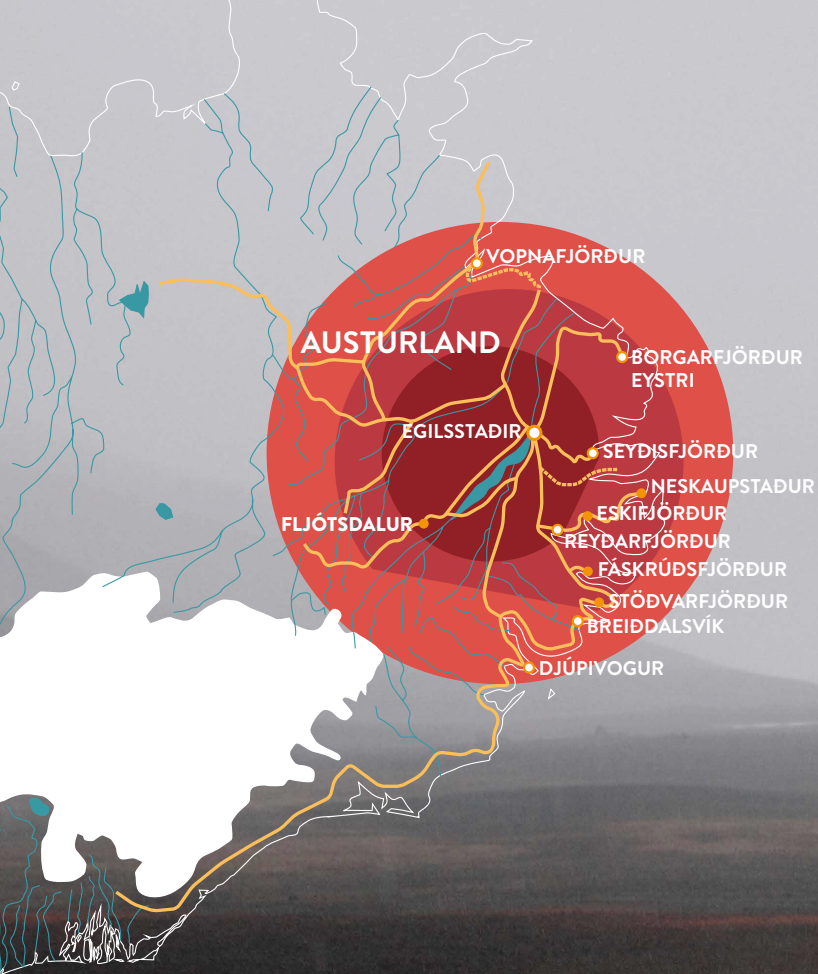 VOPNAFJÖRÐUR
AUSTURLAND
BORGARFJÖRÐUR
EYSTRI
EGILSSTAÐIR
SEYÐISFJÖRÐUR
NESKAUPSTAÐUR
ESKIFJÖRÐUR
FLJÓTSDALUR
REYÐARFJÖRÐUR
FÁSKRÚÐSFJÖRÐUR
STÖÐVARFJÖRÐUR
BREIÐDALSVÍK
DJÚPIVOGUR